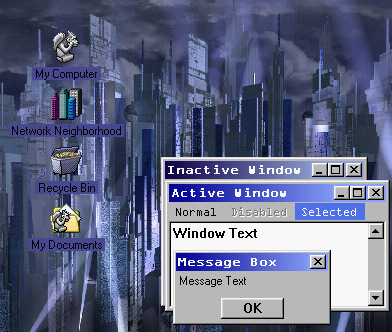 My Computer
Network Neighborhood
Recycle Bin
My Documents
Inactive Window
Active Window
Normal Disabled Selected
Window Text
Message Box
Message Text
OK